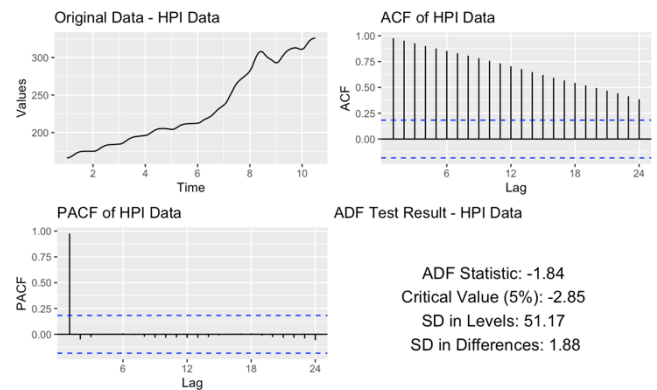 Original Data - HPI Data
300
250
200
Values
2
4
6
8
10
Time
ACF of HPI Data
1.00
0.75
0.50
0.25
0.00
ACF
6
12
18
24
Lag
PACF of HPI Data
1.00
0.75
0.50
0.25
0.00
PACF
6
12
18
24
Lag
ADF Test Result - HPI Data
ADF Statistic: -1.84
Critical Value (5%): -2.85
SD in Levels: 51.17
SD in Differences: 1.88